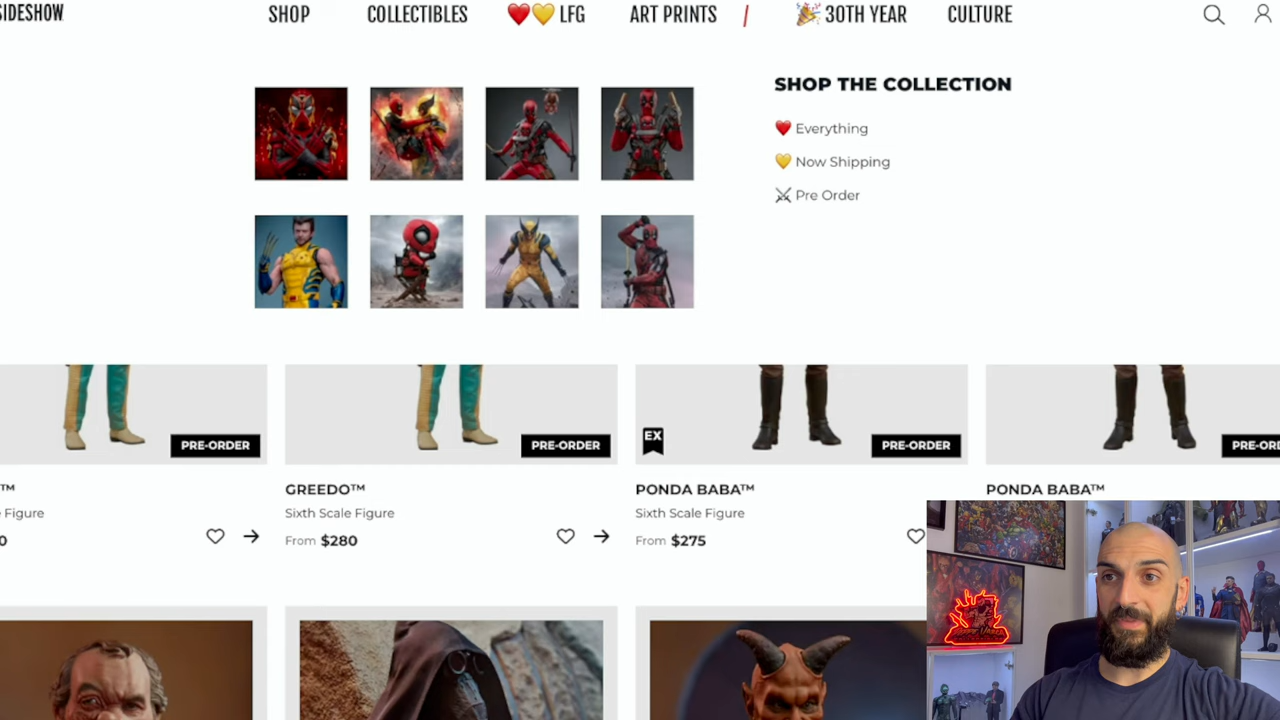 SIDESHOW
SHOP
COLLECTIBLES
❤️💛 LFG
ART PRINTS
/
🎉 30TH YEAR
CULTURE
SHOP THE COLLECTION
❤️ Everything
💛 Now Shipping
⚔ Pre Order
PRE-ORDER
PRE-ORDER
EX
PRE-ORDER
PRE-ORD
™
GREEDO™
PONDA BABA™
PONDA BABA™
e Figure
Sixth Scale Figure
Sixth Scale Figure
0
From $280
From $275